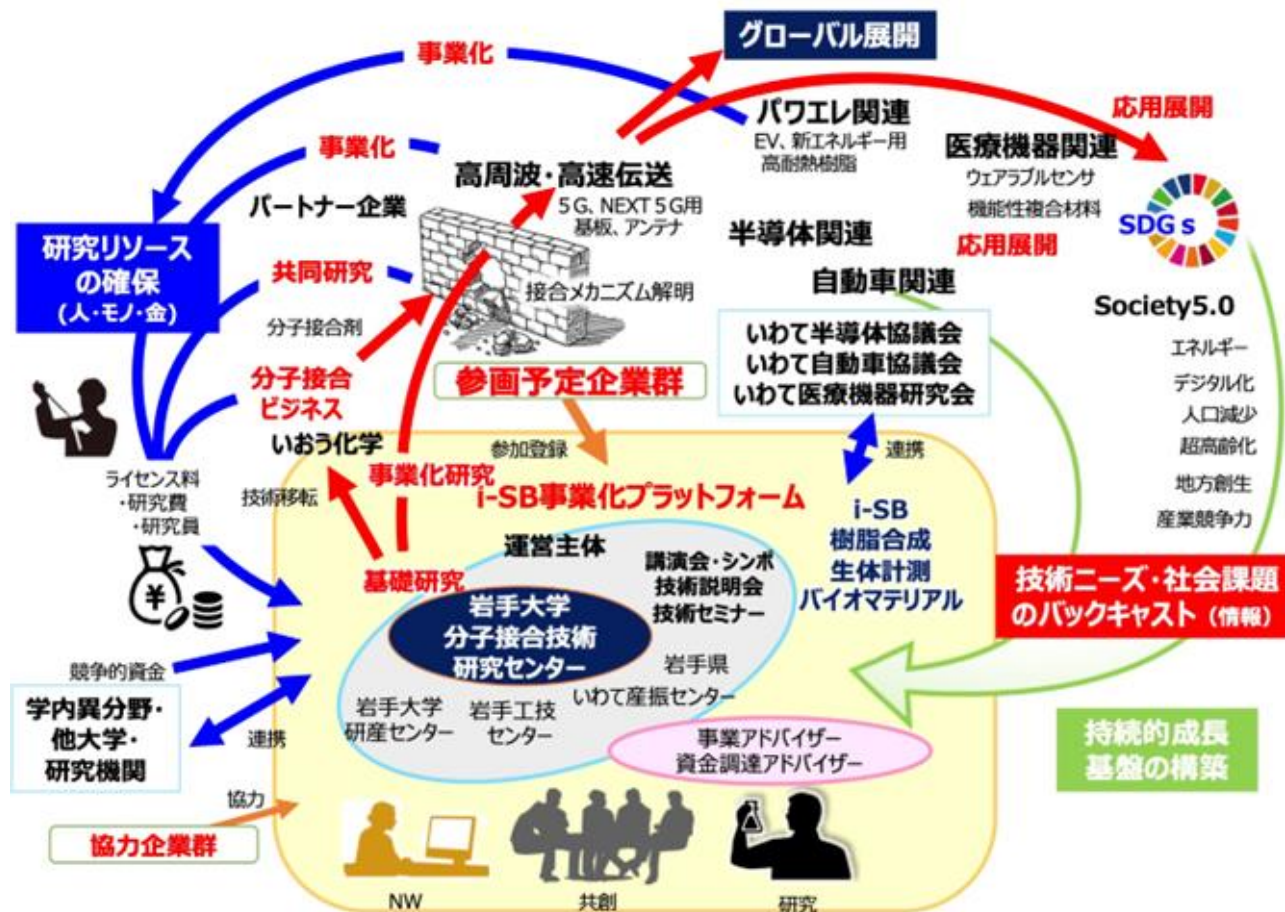 グローバル展開
事業化
パワエレ関連
EV、新エネルギー用
高耐熱樹脂
応用展開
医療機器関連
ウェアラブルセンサ
機能性複合材料
応用展開
SDGs
事業化
高周波・高速伝送
5G、NEXT 5G用
基板、アンテナ
パートナー企業
研究リソース
の確保
(人・モノ・金)
共同研究
接合メカニズム解明
半導体関連
自動車関連
Society5.0
エネルギー
デジタル化
人口減少
超高齢化
地方創生
産業競争力
分子接合剤
いわて半導体協議会
いわて自動車協議会
いわて医療機器研究会
参画予定企業群
分子接合
ビジネス
いおう化学
参加登録
連携
事業化研究
技術移転
ライセンス料
・研究費
・研究員
i-SB事業化プラットフォーム
i-SB
樹脂合成
生体計測
バイオマテリアル
運営主体
講演会・シンポ
技術説明会
技術セミナー
基礎研究
技術ニーズ・社会課題
のバックキャスト(情報)
¥
岩手大学
分子接合技術
研究センター
岩手県
いわて産振センター
競争的資金
学内異分野・
他大学・
研究機関
連携
岩手大学
研産センター
岩手工技
センター
事業アドバイザー
資金調達アドバイザー
持続的成長
基盤の構築
協力
協力企業群
NW
共創
研究